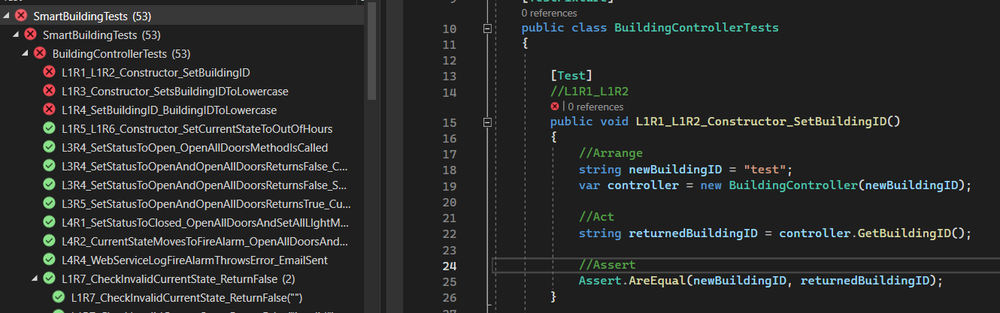 SmartBuildingTests (53)
SmartBuildingTests (53)
BuildingControllerTests (53)
L1R1_L1R2_Constructor_SetBuildingID
L1R3_Constructor_SetsBuildingIDToLowercase
L1R4_SetBuildingID_BuildingIDToLowercase
L1R5_L1R6_Constructor_SetCurrentStateToOutOfHours
L3R4_SetStatusToOpen_OpenAllDoorsMethodIsCalled
L3R4_SetStatusToOpenAndOpenAllDoorsReturnsFalse_C...
L3R4_SetStatusToOpenAndOpenAllDoorsReturnsFalse_S...
L3R5_SetStatusToOpenAndOpenAllDoorsReturnsTrue_Cu...
L4R1_SetStatusToClosed_OpenAllDoorsAndSetAllLIghtM...
L4R2_CurrentStateMovesToFireAlarm_OpenAllDoorsAnd...
L4R4_WebServiceLogFireAlarmThrowsError_EmailSent
L1R7_CheckInvalidCurrentState_ReturnFalse (2)
L1R7_CheckInvalidCurrentState_ReturnFalse("")
9 [TestFixture]
0 references
10 public class BuildingControllerTests
11 {
12
13 [Test]
14 //L1R1_L1R2
| 0 references
15 public void L1R1_L1R2_Constructor_SetBuildingID()
16 {
17 //Arrange
18 string newBuildingID = "test";
19 var controller = new BuildingController(newBuildingID);
20
21 //Act
22 string returnedBuildingID = controller.GetBuildingID();
23
24 //Assert
25 Assert.AreEqual(newBuildingID, returnedBuildingID);
26 }
27